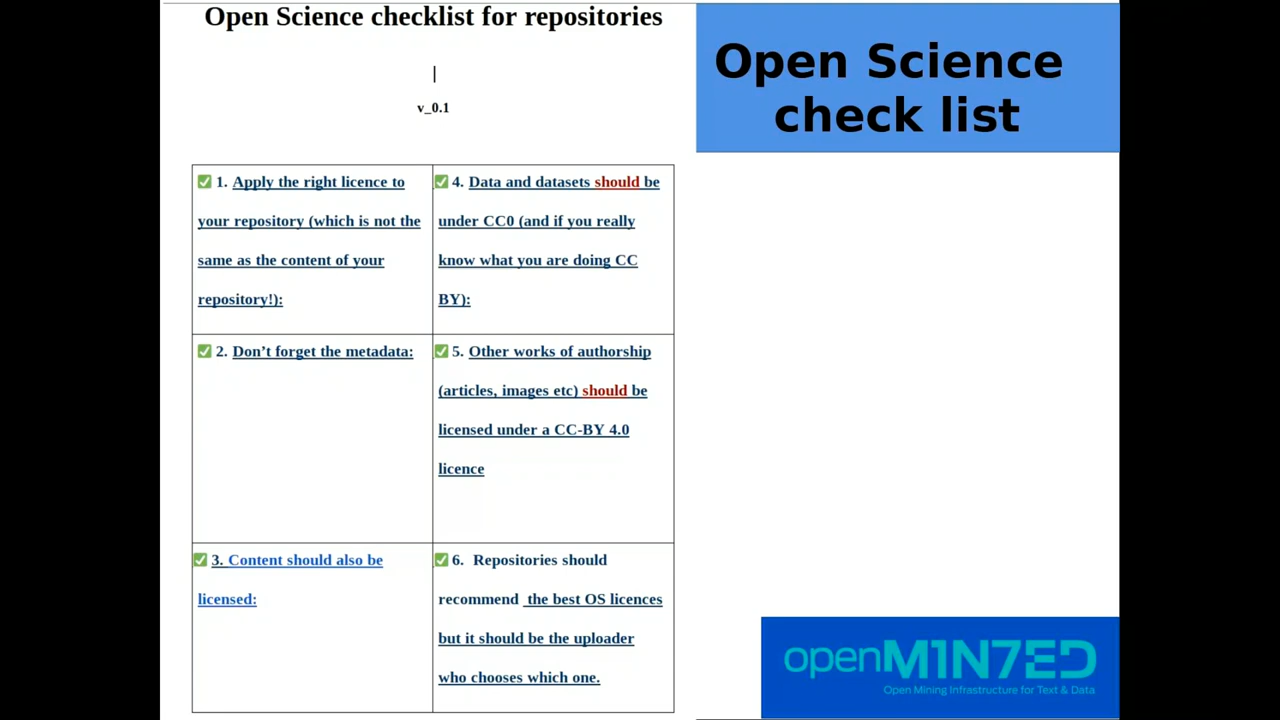 Open Science checklist for repositories
|
v_0.1
✅ 1. Apply the right licence to
your repository (which is not the
same as the content of your
repository!):
✅ 2. Don’t forget the metadata:
✅ 3. Content should also be
licensed:
✅ 4. Data and datasets should be
under CC0 (and if you really
know what you are doing CC
BY):
✅ 5. Other works of authorship
(articles, images etc) should be
licensed under a CC-BY 4.0
licence
✅ 6. Repositories should
recommend the best OS licences
but it should be the uploader
who chooses which one.
Open Science
check list
openM1N7ED
Open Mining Infrastructure for Text & Data